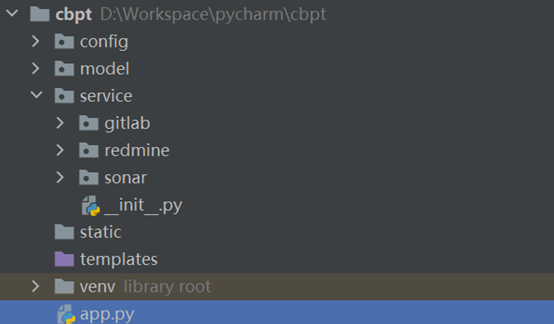 cbpt D:\Workspace\pycharm\cbpt
config
model
service
gitlab
redmine
sonar
__init__.py
static
templates
venv library root
app.py